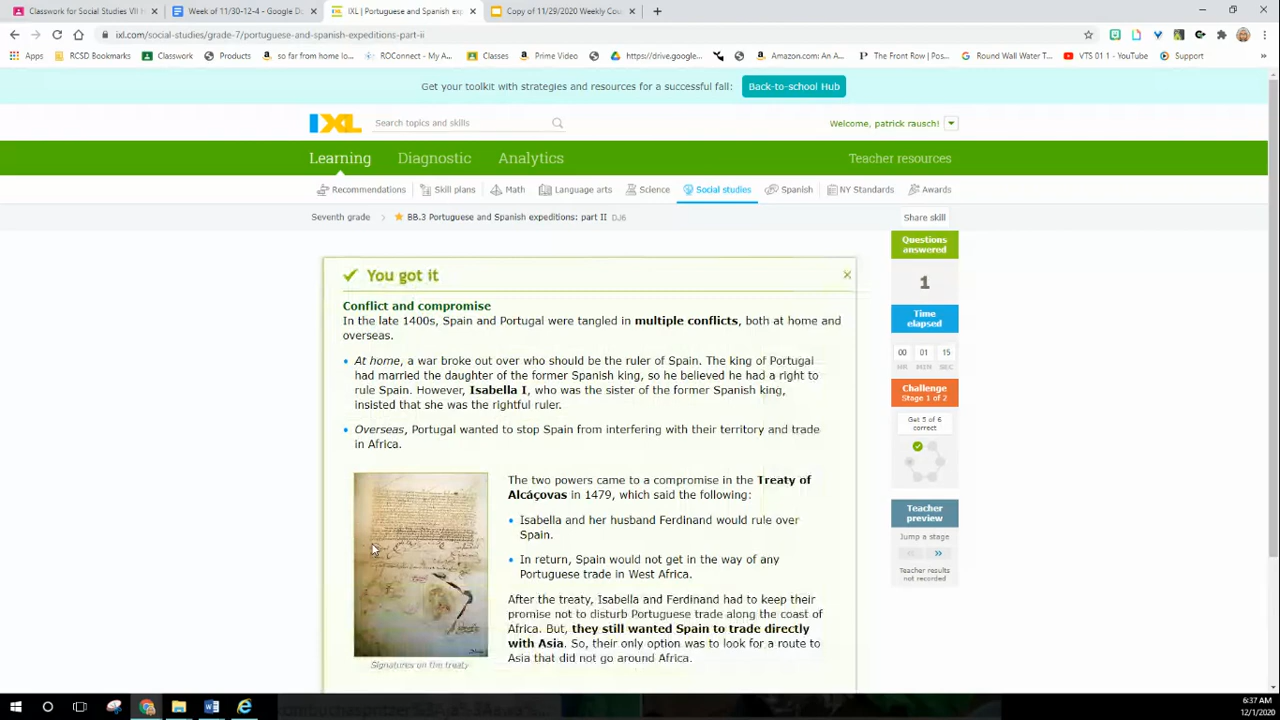 Classwork for Social Studies VII H
Week of 11/30-12-4 - Google D
IXL | Portuguese and Spanish exp
Copy of 11/29/2020 Weekly Cou
ixl.com/social-studies/grade-7/portuguese-and-spanish-expeditions-part-ii
Apps RCSD Bookmarks Classwork Products so far from home lo... ROConnect - My A... Classes Prime Video https://drive.google... Amazon.com: An A... The Front Row | Pos... Round Wall Water T... VTS 01 1 - YouTube Support
Get your toolkit with strategies and resources for a successful fall: Back-to-school Hub
IXL Search topics and skills Welcome, patrick rausch!
Learning Diagnostic Analytics Teacher resources
Recommendations Skill plans Math Language arts Science Social studies Spanish NY Standards Awards
Seventh grade > BB.3 Portuguese and Spanish expeditions: part II DJ6 Share skill
You got it
Conflict and compromise
In the late 1400s, Spain and Portugal were tangled in multiple conflicts, both at home and
overseas.
At home, a war broke out over who should be the ruler of Spain. The king of Portugal
had married the daughter of the former Spanish king, so he believed he had a right to
rule Spain. However, Isabella I, who was the sister of the former Spanish king,
insisted that she was the rightful ruler.
Overseas, Portugal wanted to stop Spain from interfering with their territory and trade
in Africa.
The two powers came to a compromise in the Treaty of
Alcáçovas in 1479, which said the following:
Isabella and her husband Ferdinand would rule over
Spain.
In return, Spain would not get in the way of any
Portuguese trade in West Africa.
After the treaty, Isabella and Ferdinand had to keep their
promise not to disturb Portuguese trade along the coast of
Africa. But, they still wanted Spain to trade directly
with Asia. So, their only option was to look for a route to
Asia that did not go around Africa.
Signatures on the treaty
Questions
answered
1
Time
elapsed
00 01 15
HR MIN SEC
Challenge
Stage 1 of 2
Get 5 of 6
correct
Teacher
preview
Jump a stage
Teacher results
not recorded
6:37 AM
12/1/2020